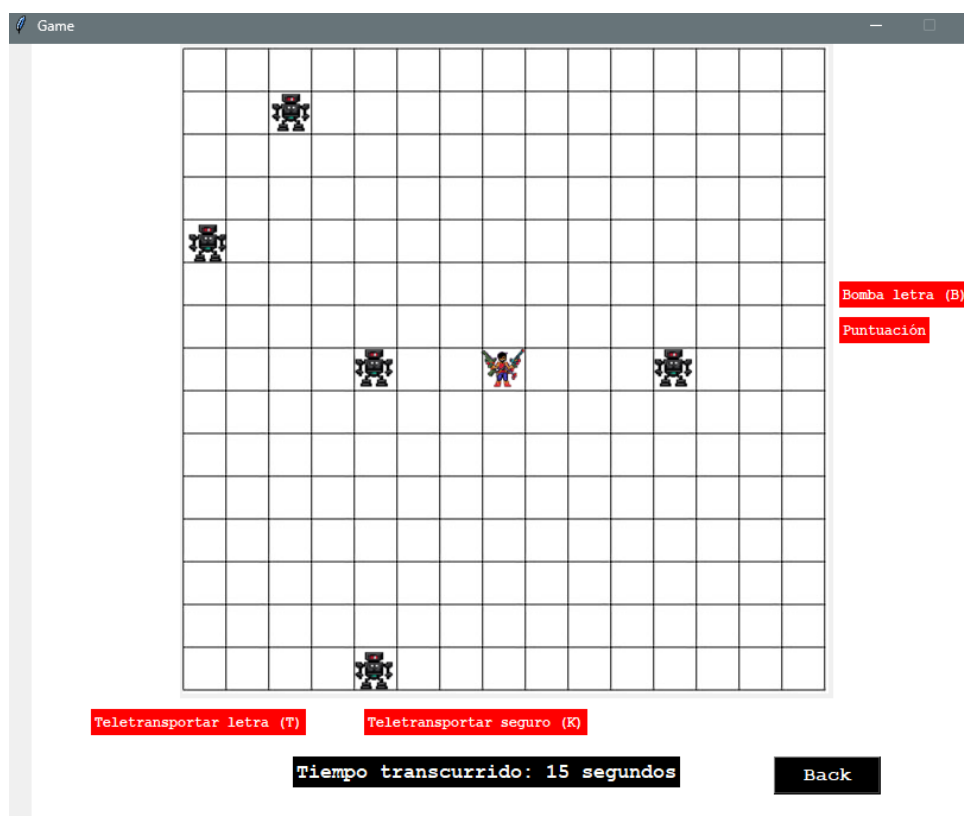 Game
Bomba letra (B)
Puntuación
Teletransportar letra (T)
Teletransportar seguro (K)
Tiempo transcurrido: 15 segundos
Back